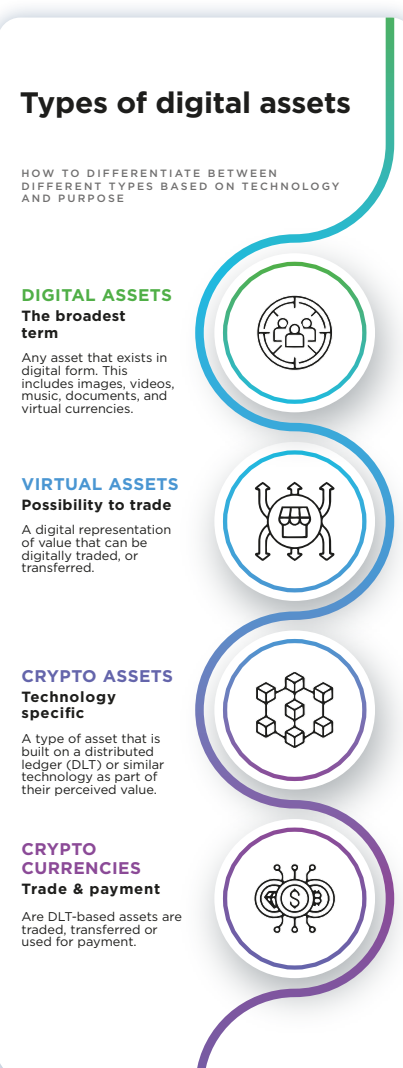 Types of digital assets
HOW TO DIFFERENTIATE BETWEEN
DIFFERENT TYPES BASED ON TECHNOLOGY
AND PURPOSE
DIGITAL ASSETS
The broadest
term
Any asset that exists in
digital form. This
includes images, videos,
music, documents, and
virtual currencies.
VIRTUAL ASSETS
Possibility to trade
A digital representation
of value that can be
digitally traded, or
transferred.
CRYPTO ASSETS
Technology
specific
A type of asset that is
built on a distributed
ledger (DLT) or similar
technology as part of
their perceived value.
CRYPTO
CURRENCIES
Trade & payment
Are DLT-based assets are
traded, transferred or
used for payment.